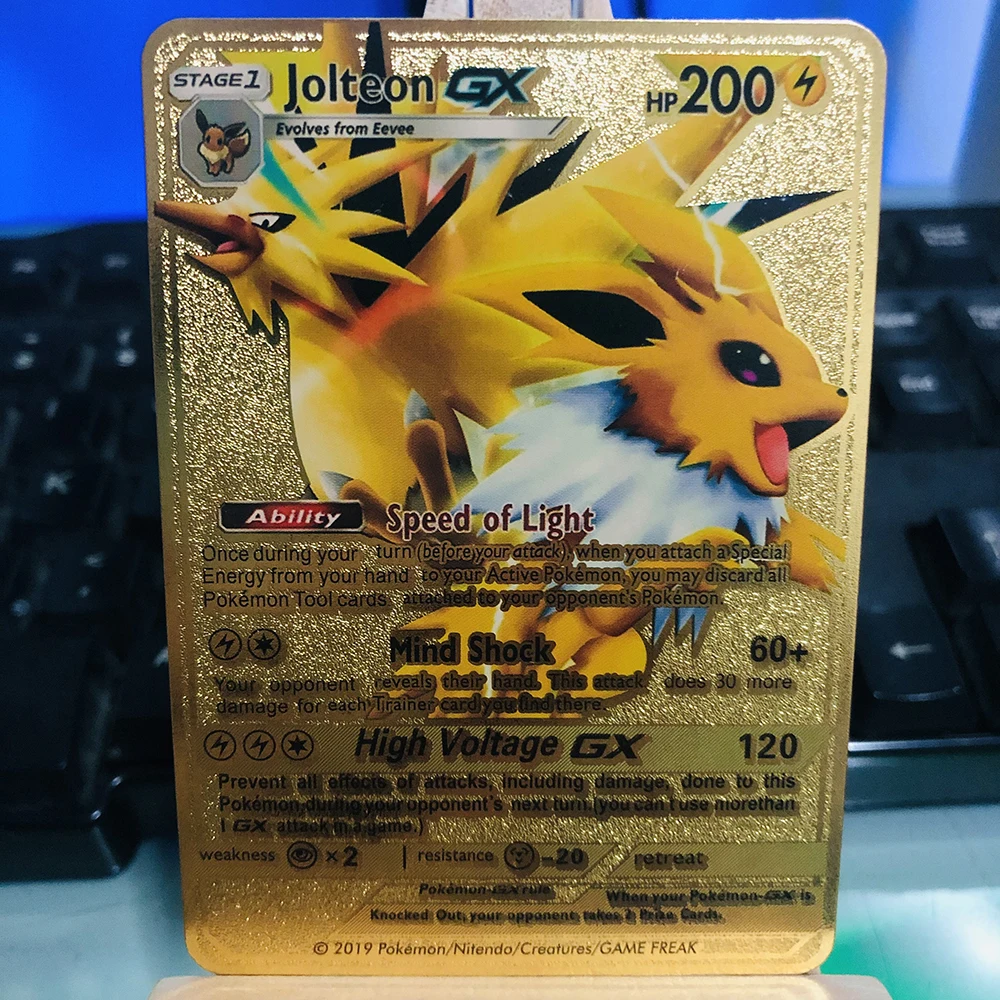 STAGE 1 Jolteon GX HP 200
Evolves from Eevee
Ability Speed of Light
Once during your turn (before your attack), when you attach a Special
Energy from your hand to your Active Pokémon, you may discard all
Pokémon Tool cards attached to your opponent's Pokémon.
Mind Shock 60+
Your opponent reveals their hand. This attack does 30 more
damage for each Trainer card you find there.
High Voltage GX 120
Prevent all effects of attacks, including damage, done to this
Pokémon during your opponent's next turn. (you can't use morethan
1 GX attack in a game.)
weakness ×2 resistance -20 retreat
Pokémon-GX rule When your Pokémon-GX is
Knocked Out, your opponent takes 2 Prize Cards.
© 2019 Pokémon/Nitendo/Creatures/GAME FREAK
K